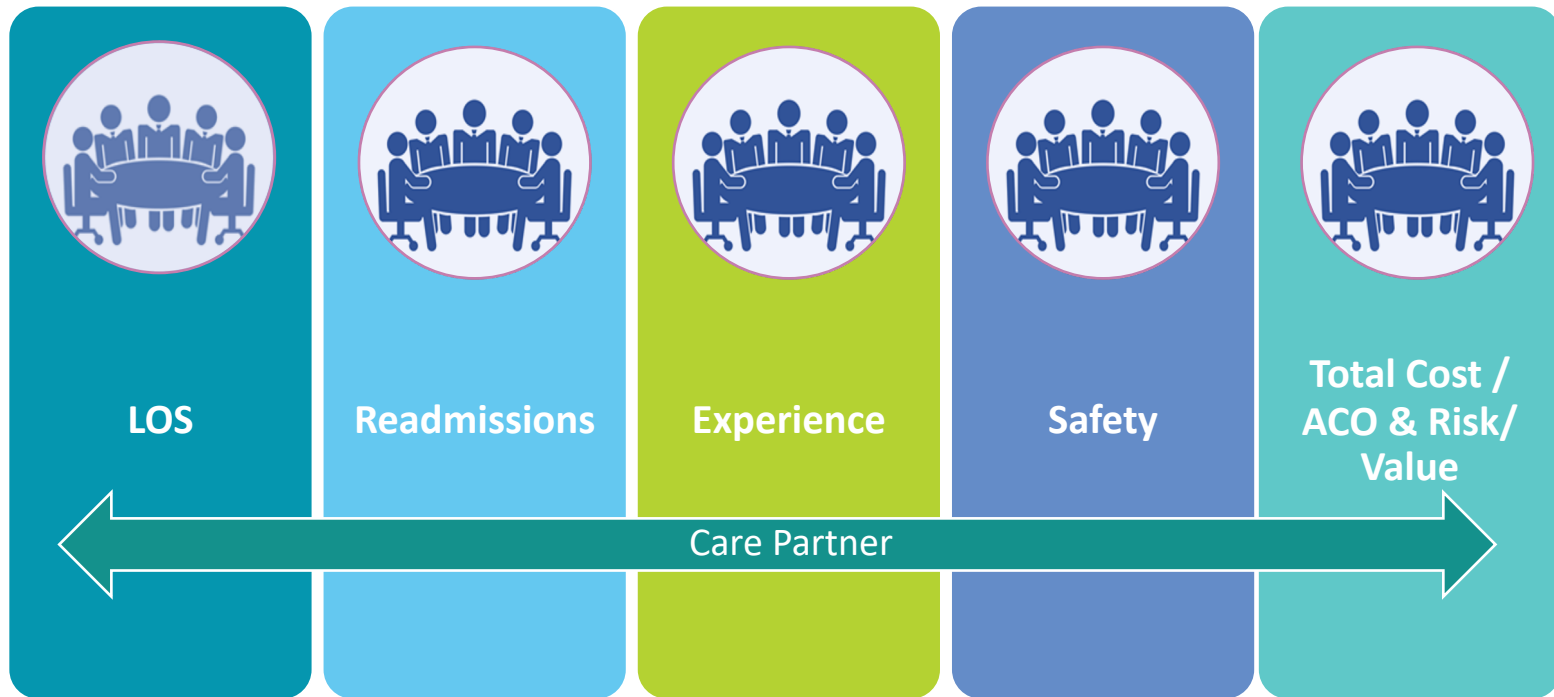 LOS
Readmissions
Experience
Safety
Total Cost /
ACO & Risk/
Value
Care Partner